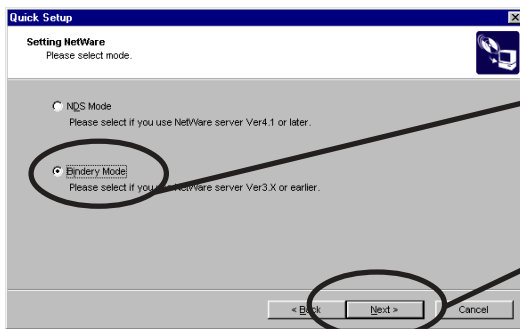 Quick Setup
Setting NetWare
Please select mode.
NDS Mode
Please select if you use NetWare server Ver4.1 or later.
Bindery Mode
Please select if you use NetWare server Ver3.X or earlier.
< Back Next > Cancel